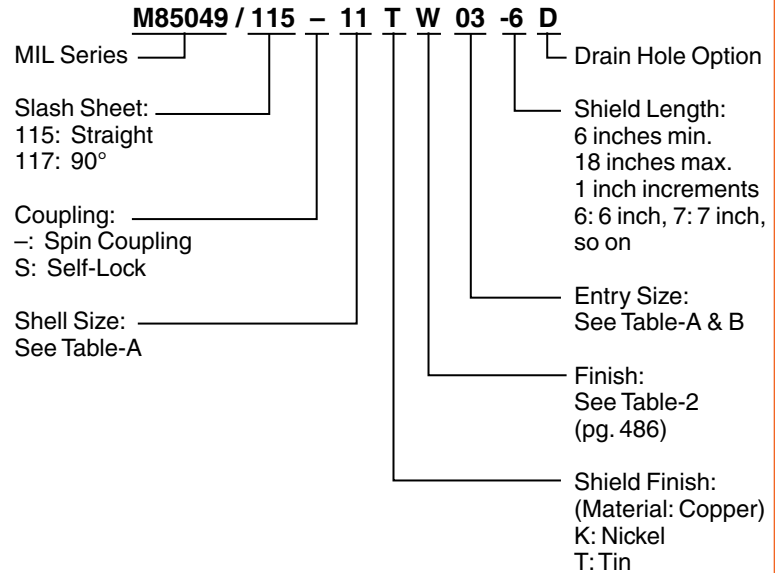 M85049 / 115 – 11 T W 03 -6 D
MIL Series
Slash Sheet:
115: Straight
117: 90°
Coupling:
–: Spin Coupling
S: Self-Lock
Shell Size:
See Table-A
Drain Hole Option
Shield Length:
6 inches min.
18 inches max.
1 inch increments
6: 6 inch, 7: 7 inch,
so on
Entry Size:
See Table-A & B
Finish:
See Table-2
(pg. 486)
Shield Finish:
(Material: Copper)
K: Nickel
T: Tin